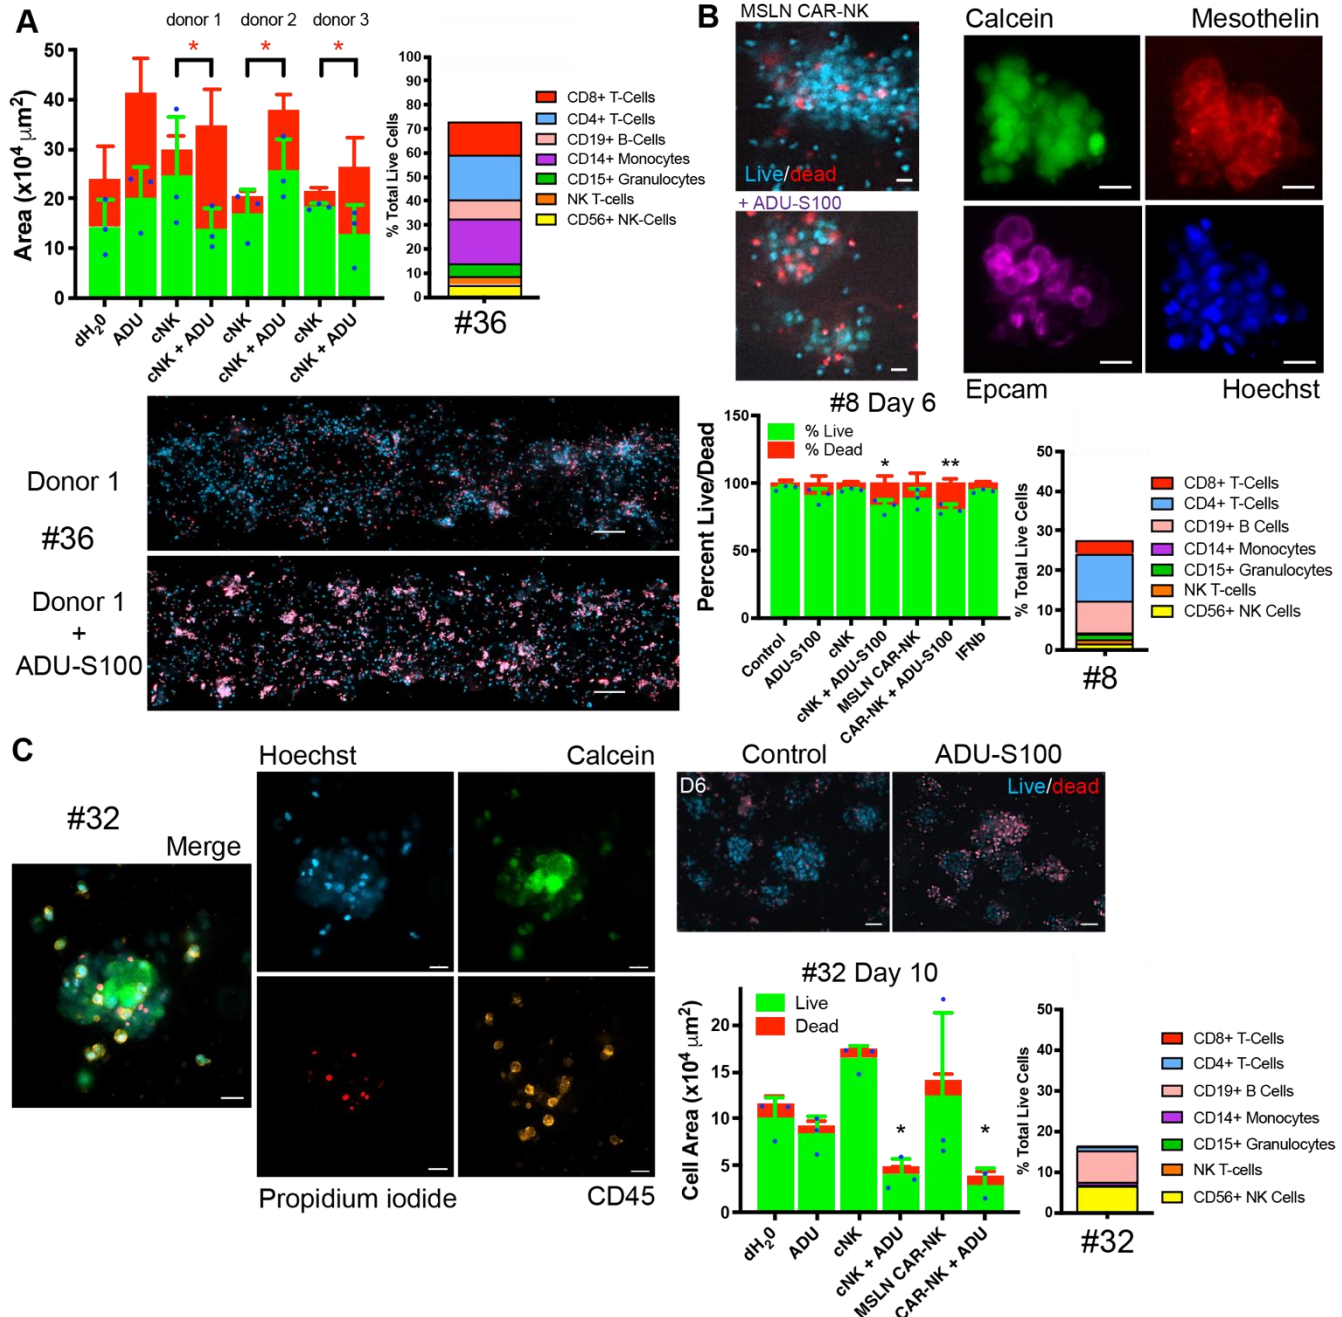 A
donor 1 donor 2 donor 3
* * *
Area (x10⁴ μm²)
50
40
30
20
10
0
dH₂0
ADU
cNK
cNK + ADU
cNK
cNK + ADU
cNK
cNK + ADU
% Total Live Cells
100
90
80
70
60
50
40
30
20
10
0
#36
CD8+ T-Cells
CD4+ T-Cells
CD19+ B-Cells
CD14+ Monocytes
CD15+ Granulocytes
NK T-cells
CD56+ NK-Cells
Donor 1
#36
Donor 1
+
ADU-S100
B
MSLN CAR-NK
Live/dead
+ ADU-S100
Calcein
Mesothelin
Epcam
Hoechst
#8 Day 6
Percent Live/Dead
150
100
50
0
% Live
% Dead
* **
Control
ADU-S100
cNK
cNK + ADU-S100
MSLN CAR-NK
CAR-NK + ADU-S100
IFNb
% Total Live Cells
50
40
30
20
10
0
#8
CD8+ T-Cells
CD4+ T-Cells
CD19+ B Cells
CD14+ Monocytes
CD15+ Granulocytes
NK T-cells
CD56+ NK Cells
C
#32
Merge
Hoechst
Calcein
Propidium iodide
CD45
Control
ADU-S100
D6
Live/dead
#32 Day 10
Cell Area (x10⁴ μm²)
20
15
10
5
0
Live
Dead
* *
dH₂0
ADU
cNK
cNK + ADU
MSLN CAR-NK
CAR-NK + ADU
% Total Live Cells
50
40
30
20
10
0
#32
CD8+ T-Cells
CD4+ T-Cells
CD19+ B Cells
CD14+ Monocytes
CD15+ Granulocytes
NK T-cells
CD56+ NK Cells